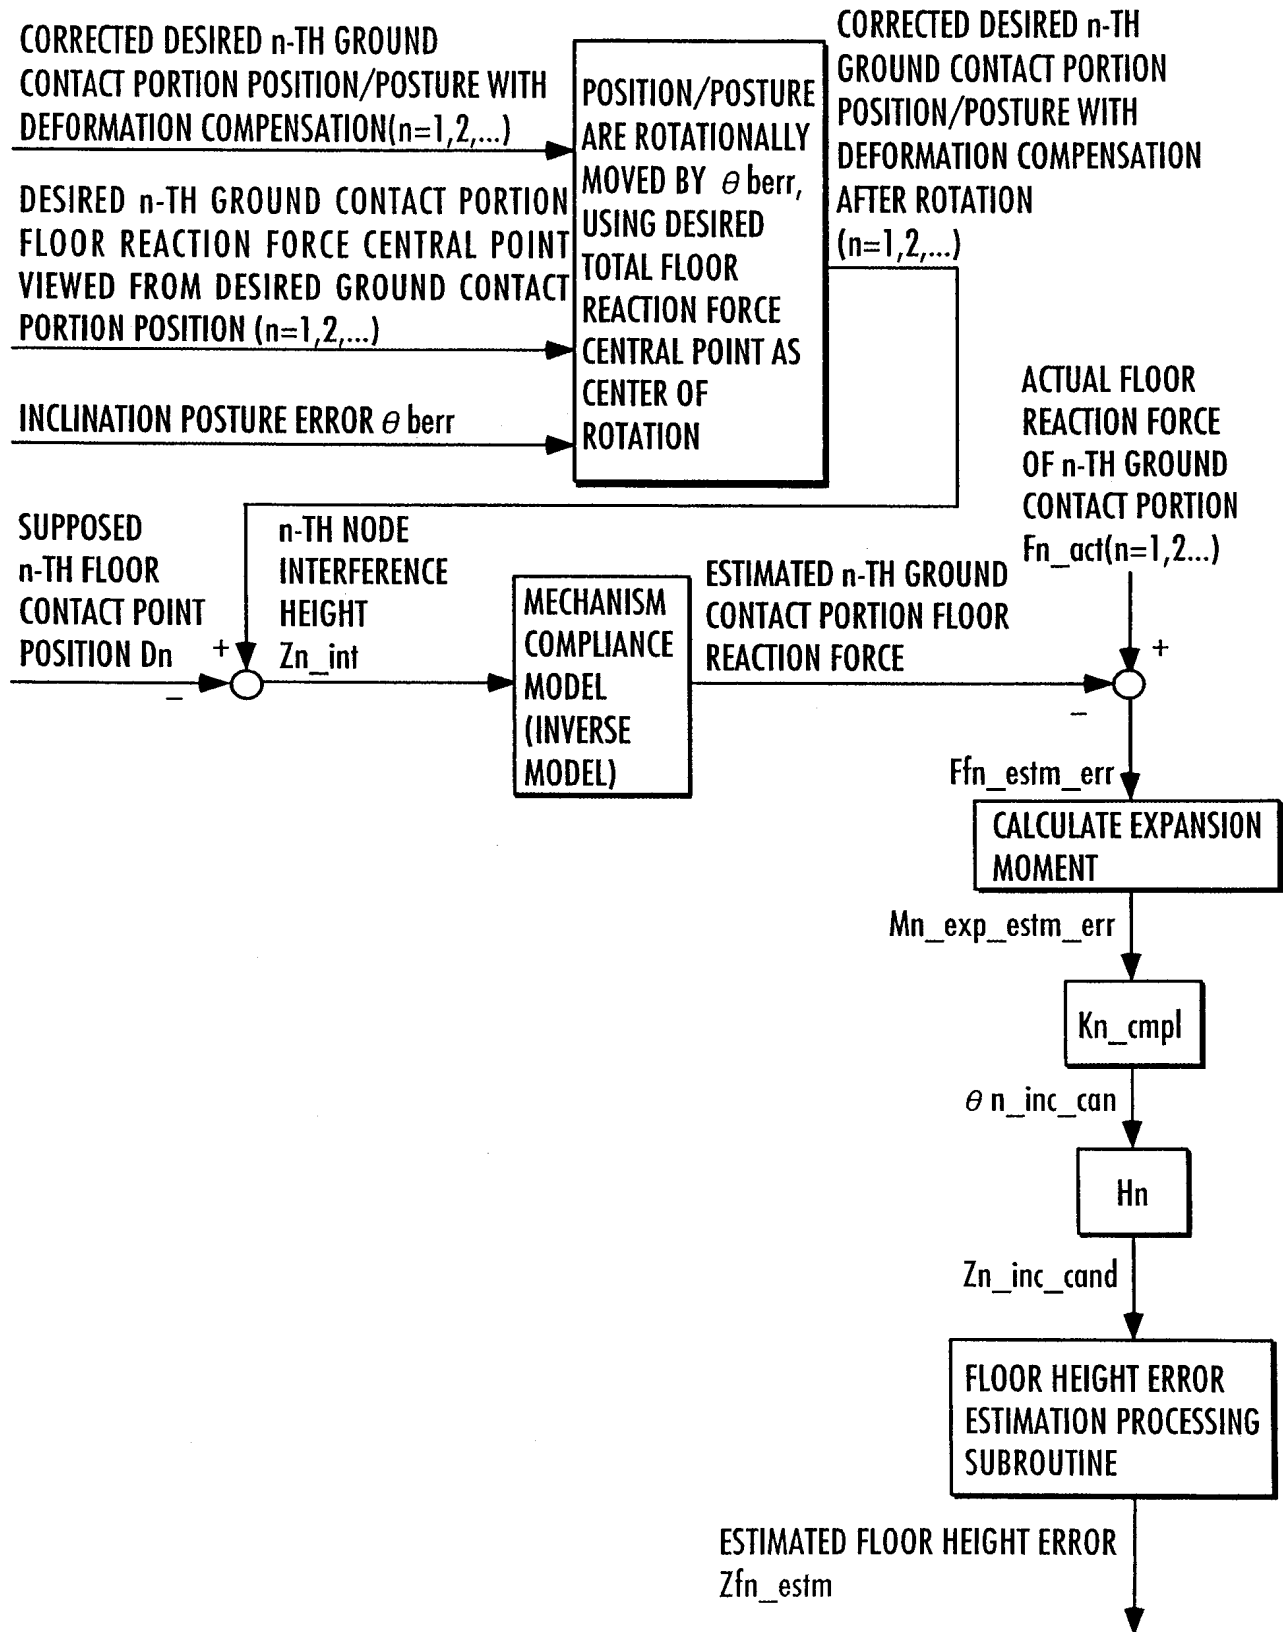 CORRECTED DESIRED n-TH GROUND
CONTACT PORTION POSITION/POSTURE WITH
DEFORMATION COMPENSATION(n=1,2,...)
DESIRED n-TH GROUND CONTACT PORTION
FLOOR REACTION FORCE CENTRAL POINT
VIEWED FROM DESIRED GROUND CONTACT
PORTION POSITION (n=1,2,...)
INCLINATION POSTURE ERROR θ berr
POSITION/POSTURE
ARE ROTATIONALLY
MOVED BY θ berr,
USING DESIRED
TOTAL FLOOR
REACTION FORCE
CENTRAL POINT AS
CENTER OF
ROTATION
CORRECTED DESIRED n-TH
GROUND CONTACT PORTION
POSITION/POSTURE WITH
DEFORMATION COMPENSATION
AFTER ROTATION
(n=1,2,...)
ACTUAL FLOOR
REACTION FORCE
OF n-TH GROUND
CONTACT PORTION
Fn_act(n=1,2...)
SUPPOSED
n-TH FLOOR
CONTACT POINT
POSITION Dn
+
−
n-TH NODE
INTERFERENCE
HEIGHT
Zn_int
MECHANISM
COMPLIANCE
MODEL
(INVERSE
MODEL)
ESTIMATED n-TH GROUND
CONTACT PORTION FLOOR
REACTION FORCE
+
−
Ffn_estm_err
CALCULATE EXPANSION
MOMENT
Mn_exp_estm_err
Kn_cmpl
θ n_inc_can
Hn
Zn_inc_cand
FLOOR HEIGHT ERROR
ESTIMATION PROCESSING
SUBROUTINE
ESTIMATED FLOOR HEIGHT ERROR
Zfn_estm